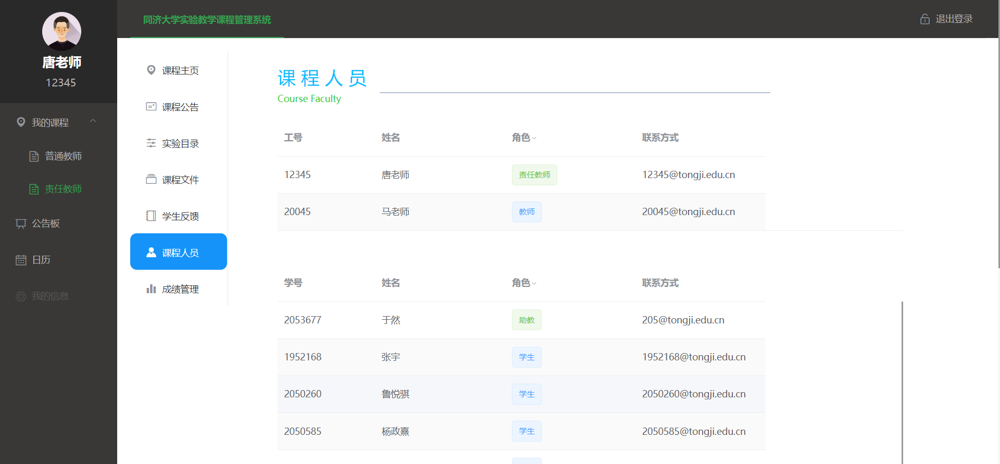 唐老师
12345
我的课程
普通教师
责任教师
公告板
日历
我的信息
同济大学实验教学课程管理系统
退出登录
课程主页
课程公告
实验目录
课程文件
学生反馈
课程人员
成绩管理
课程人员
Course Faculty
工号 姓名 角色 联系方式
12345 唐老师 责任教师 12345@tongji.edu.cn
20045 马老师 教师 20045@tongji.edu.cn
学号 姓名 角色 联系方式
2053677 于然 助教 205@tongji.edu.cn
1952168 张宇 学生 1952168@tongji.edu.cn
2050260 鲁悦骐 学生 2050260@tongji.edu.cn
2050585 杨政熹 学生 2050585@tongji.edu.cn